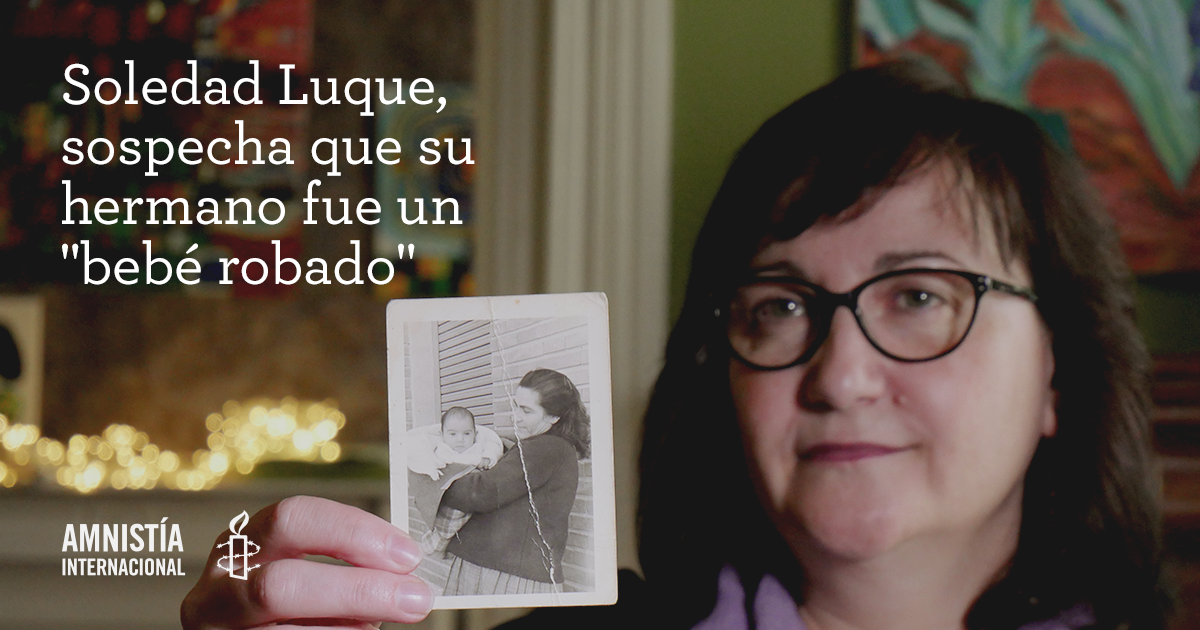 Soledad Luque,
sospecha que su
hermano fue un
"bebé robado"
AMNISTÍA
INTERNACIONAL